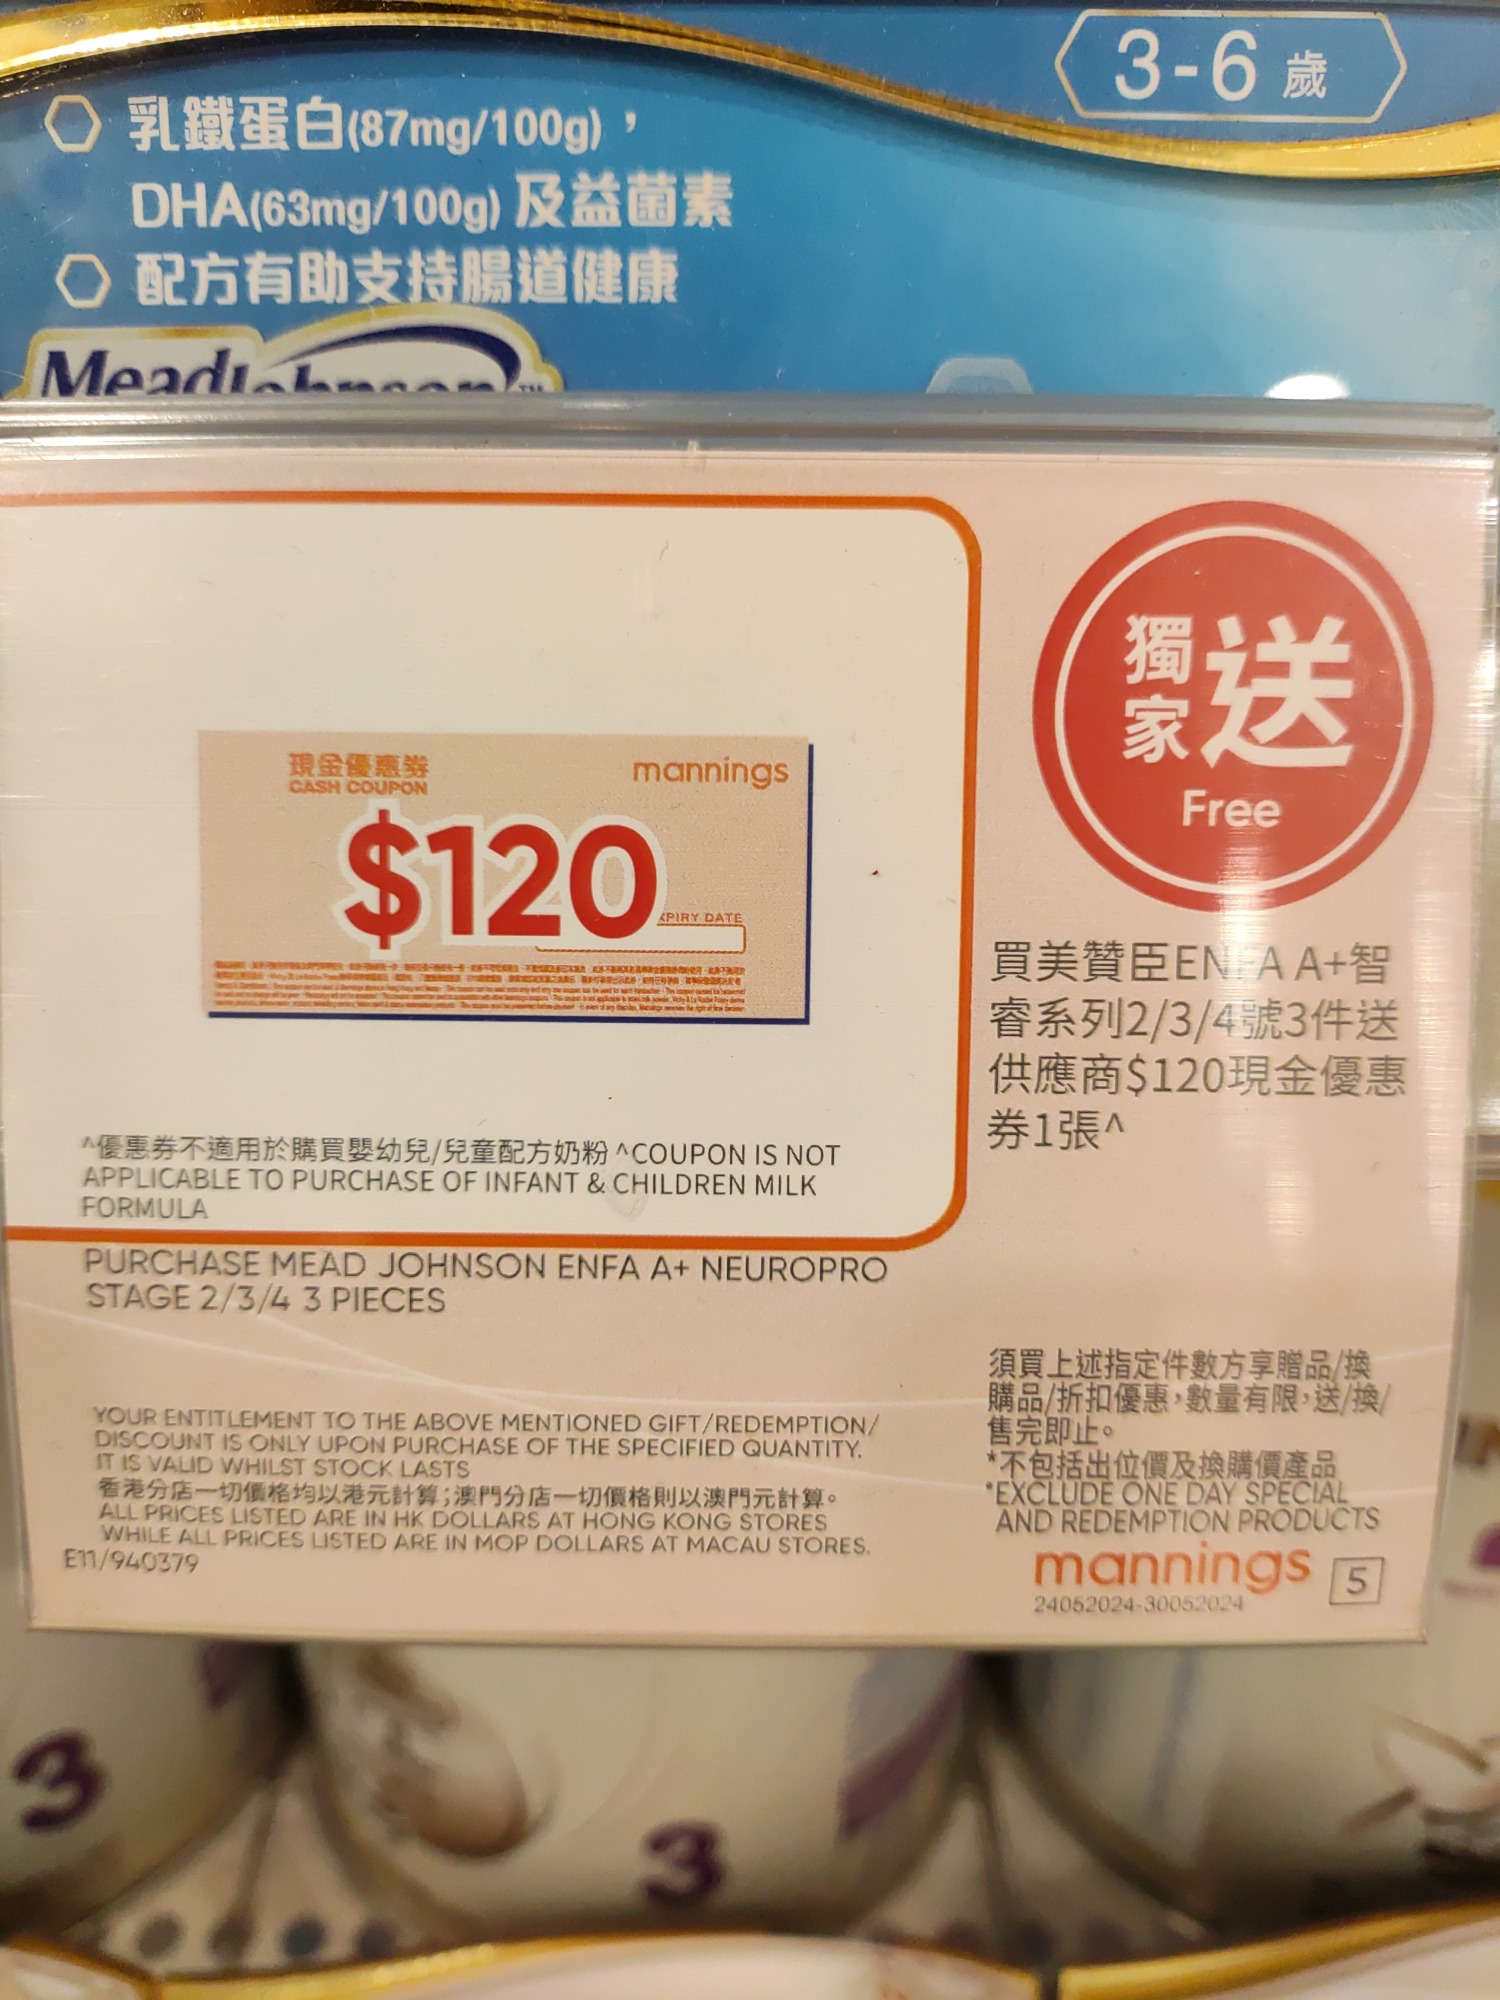 3-6 歲
乳鐵蛋白(87mg/100g)，
DHA(63mg/100g) 及益菌素
配方有助支持腸道健康
MeadJohnson™
獨家送
Free
現金優惠券
CASH COUPON
mannings
$120
XPIRY DATE
買美贊臣ENFA A+智
睿系列2/3/4號3件送
供應商$120現金優惠
券1張^
^優惠券不適用於購買嬰幼兒/兒童配方奶粉 ^COUPON IS NOT
APPLICABLE TO PURCHASE OF INFANT & CHILDREN MILK
FORMULA
PURCHASE MEAD JOHNSON ENFA A+ NEUROPRO
STAGE 2/3/4 3 PIECES
YOUR ENTITLEMENT TO THE ABOVE MENTIONED GIFT/REDEMPTION/
DISCOUNT IS ONLY UPON PURCHASE OF THE SPECIFIED QUANTITY.
IT IS VALID WHILST STOCK LASTS
香港分店一切價格均以港元計算；澳門分店一切價格則以澳門元計算。
ALL PRICES LISTED ARE IN HK DOLLARS AT HONG KONG STORES
WHILE ALL PRICES LISTED ARE IN MOP DOLLARS AT MACAU STORES.
E11/940379
須買上述指定件數方享贈品/換
購品/折扣優惠，數量有限，送/換/
售完即止。
*不包括出位價及換購價產品
*EXCLUDE ONE DAY SPECIAL
AND REDEMPTION PRODUCTS
mannings 5
24052024-30052024
3
3